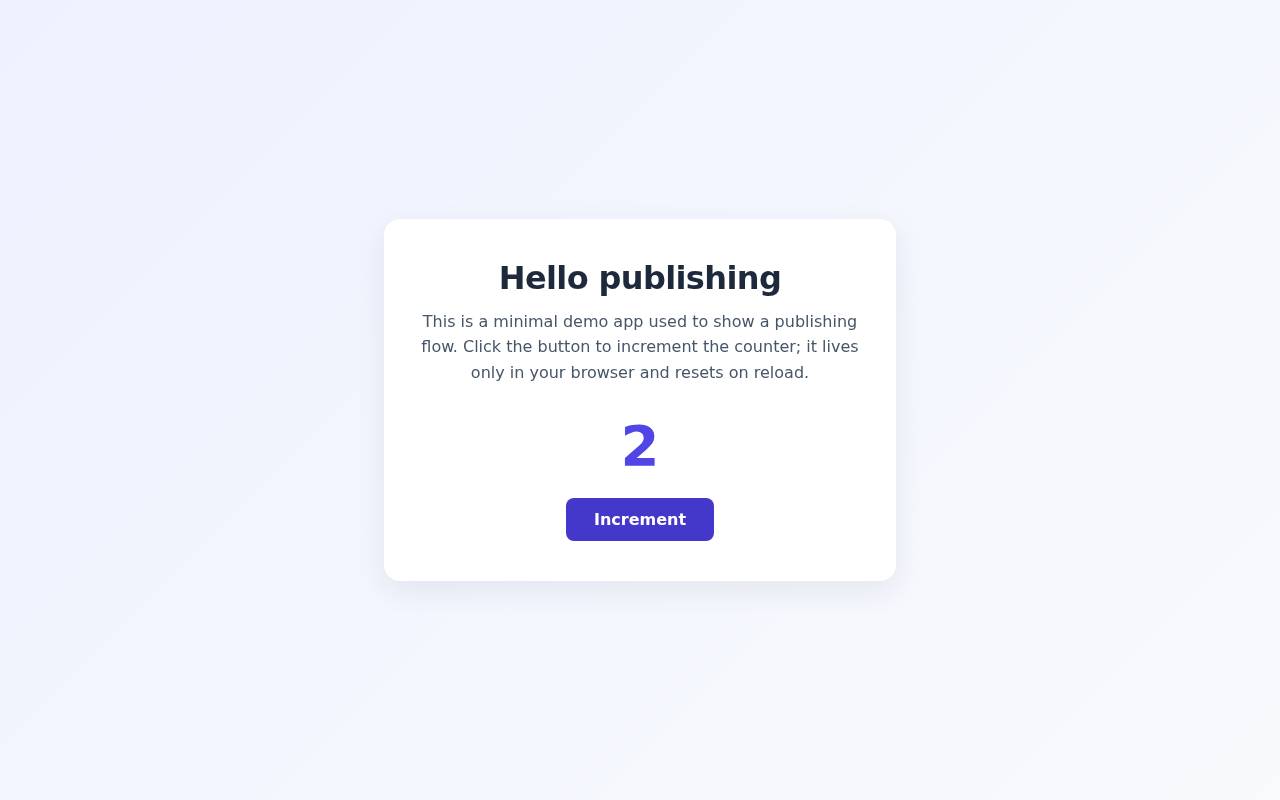 Hello publishing
This is a minimal demo app used to show a publishing
flow. Click the button to increment the counter; it lives
only in your browser and resets on reload.
2
Increment